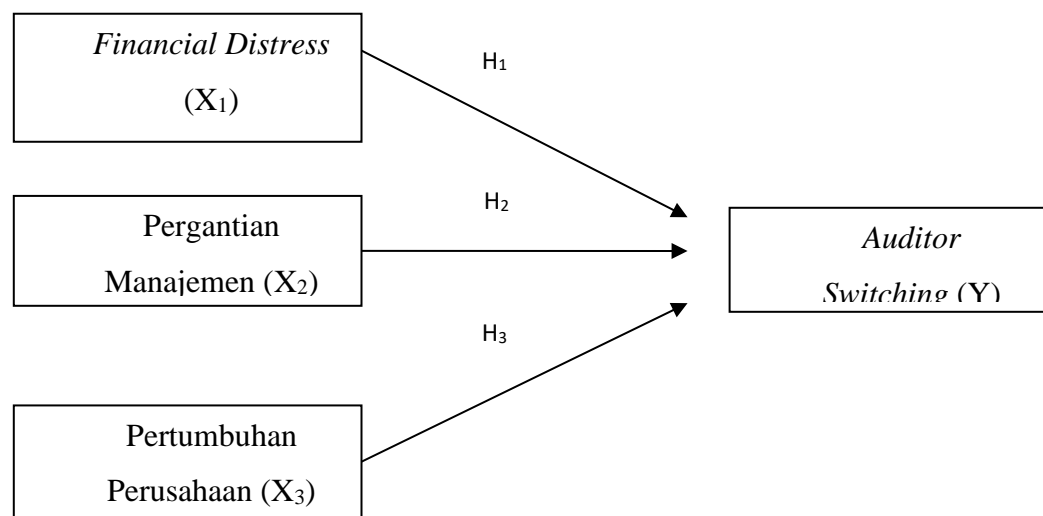 Financial Distress
(X₁)
H₁
Pergantian
Manajemen (X₂)
H₂
Auditor
Switching (Y)
H₃
Pertumbuhan
Perusahaan (X₃)